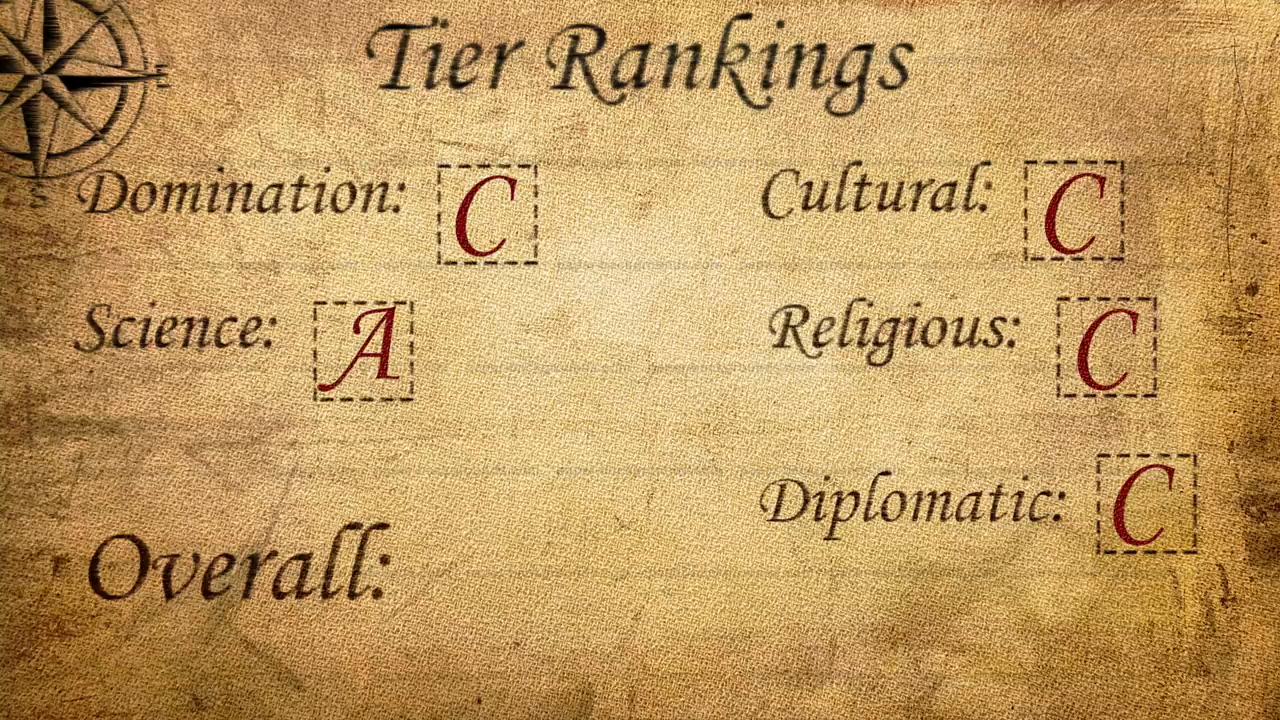 Tier Rankings
E
S
Domination: C
Cultural: C
Science: A
Religious: C
Diplomatic: C
Overall: